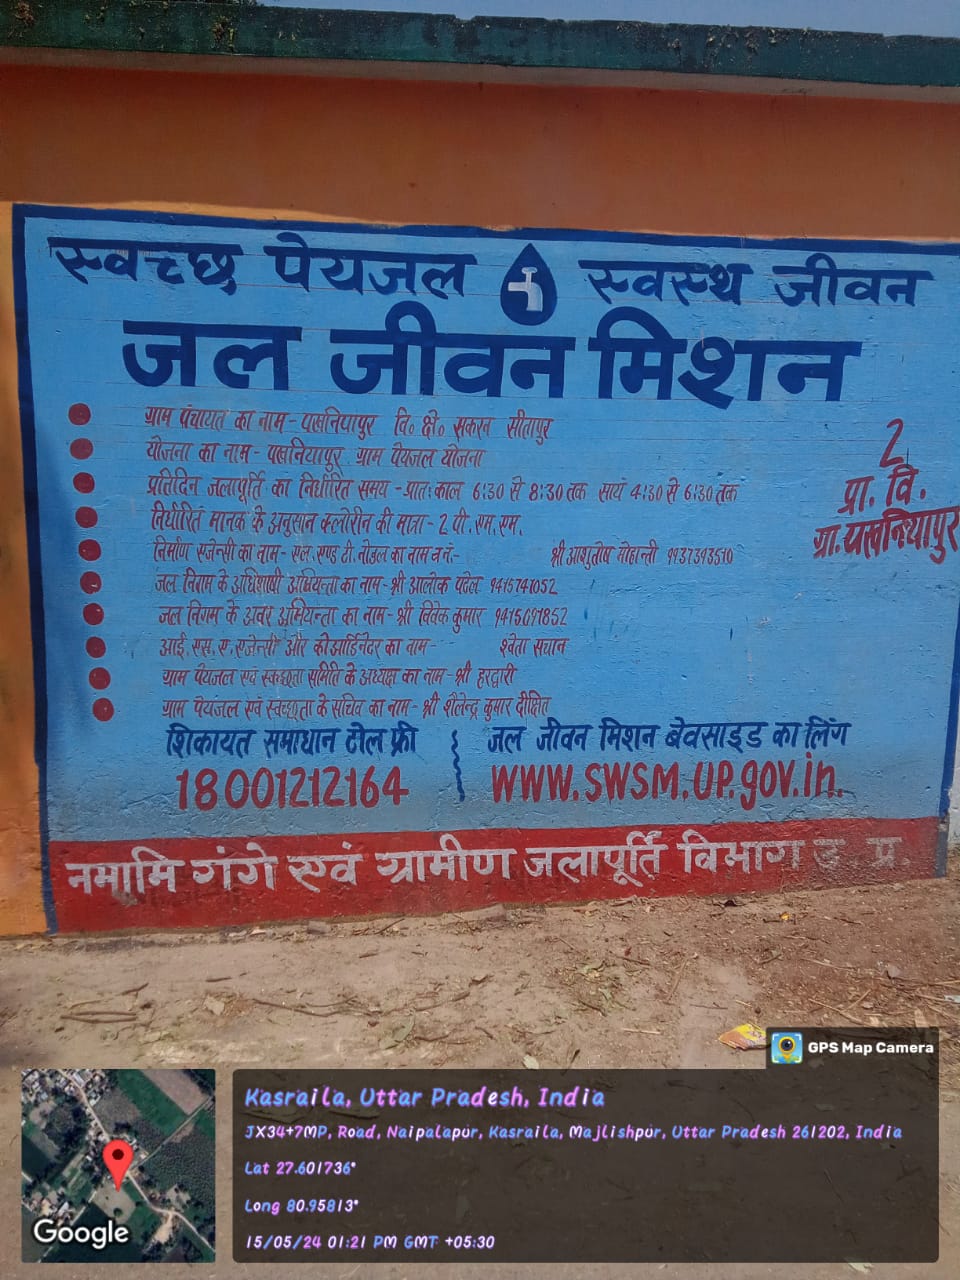 स्वच्छ पेयजल स्वस्थ जीवन
जल जीवन मिशन
ग्राम पंचायत का नाम - पखनियापुर वि० क्षे० सकरन सीतापुर
योजना का नाम - पखनियापुर ग्राम पेयजल योजना
प्रतिदिन जलापूर्ति का निर्धारित समय - प्रातः काल 6:30 से 8:30 तक सायं 4:30 से 6:30 तक
निर्धारित मानक के अनुसान क्लोरीन की मात्रा - 2 पी. एम. एम.
निर्माण एजेन्सी का नाम - एल. एण्ड टी. नोडल का नाम व नं. - श्री आशुतोष मोहान्ती
जल निगम के अधिशाषी अभियन्ता का नाम - श्री आलोक पटेल 9415741052
जल निगम के अवर अभियन्ता का नाम - श्री विवेक कुमार
आई. एस. ए. एजेन्सी और कोआर्डिनेटर का नाम - श्वेता सचान
ग्राम पेयजल एवं स्वच्छता समिति के अध्यक्ष का नाम - श्री हरद्वारी
ग्राम पेयजल एवं स्वच्छता के सचिव का नाम - श्री शैलेन्द्र कुमार दीक्षित
2
प्रा. वि.
ग्रा. पखनियापुर
शिकायत समाधान टोल फ्री
18001212164
जल जीवन मिशन बेवसाइड का लिंग
www.swsm.up.gov.in.
नमामि गंगे एवं ग्रामीण जलापूर्ति विभाग उ. प्र.
GPS Map Camera
Kasraila, Uttar Pradesh, India
JX34+7MP, Road, Naipalapur, Kasraila, Majlishpur, Uttar Pradesh 261202, India
Lat 27.601736°
Long 80.95813°
15/05/24 01:21 PM GMT +05:30
Google